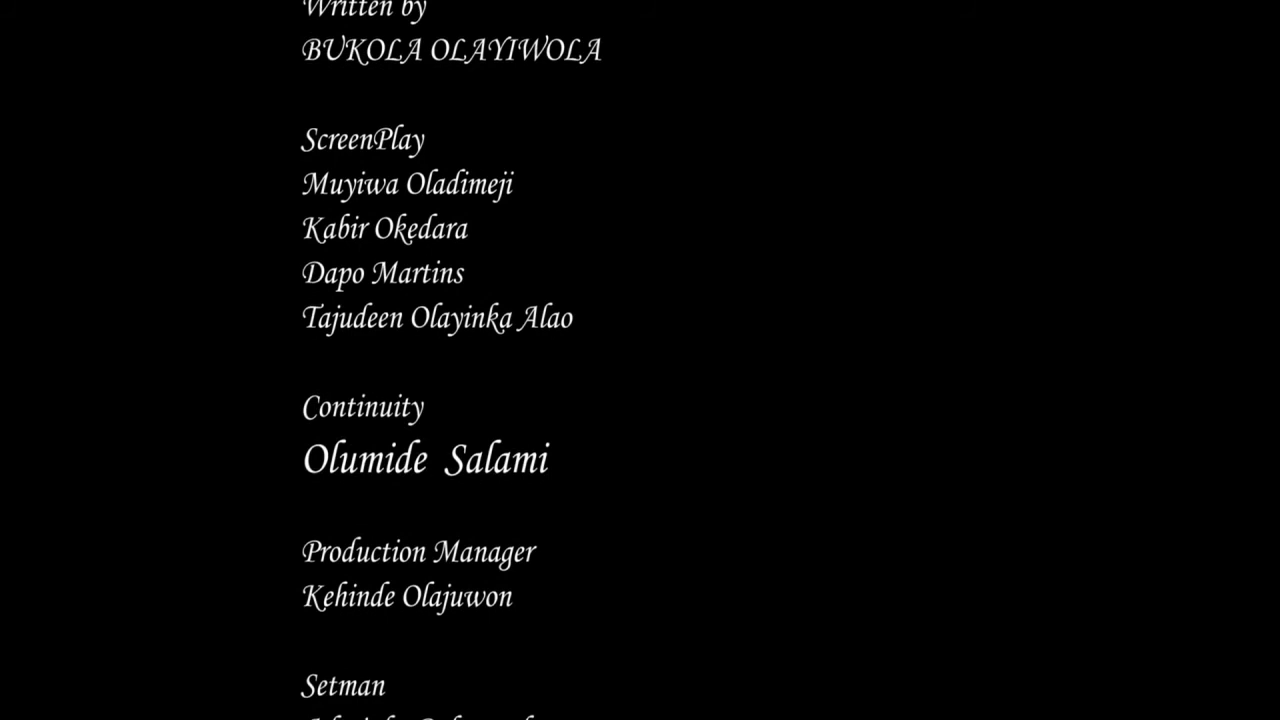 Written by
BUKOLA OLAYIWOLA
ScreenPlay
Muyiwa Oladimeji
Kabir Okedara
Dapo Martins
Tajudeen Olayinka Alao
Continuity
Olumide Salami
Production Manager
Kehinde Olajuwon
Setman